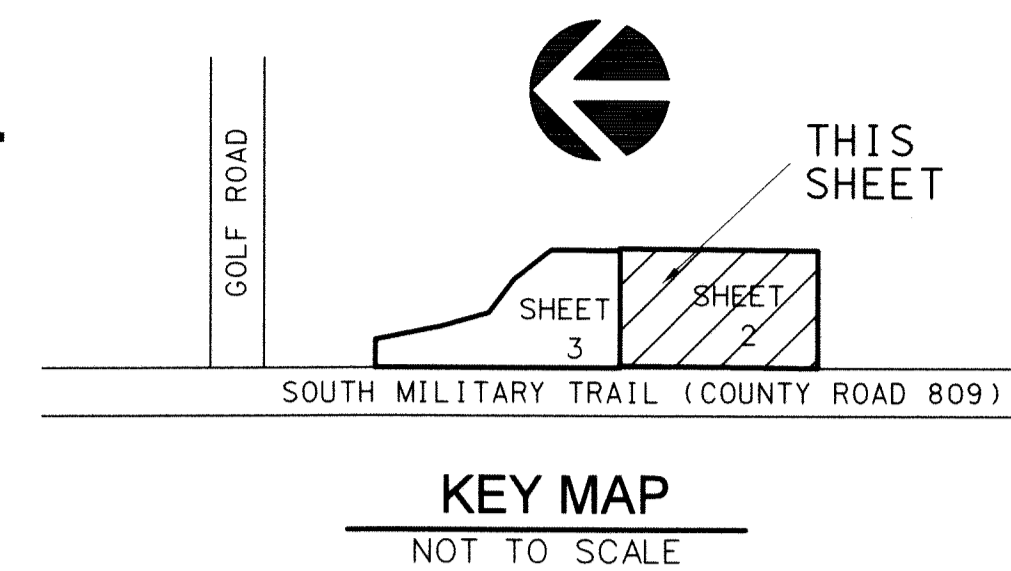 GOLF ROAD
THIS
SHEET
SHEET
3
SHEET
2
SOUTH MILITARY TRAIL (COUNTY ROAD 809)
KEY MAP
NOT TO SCALE